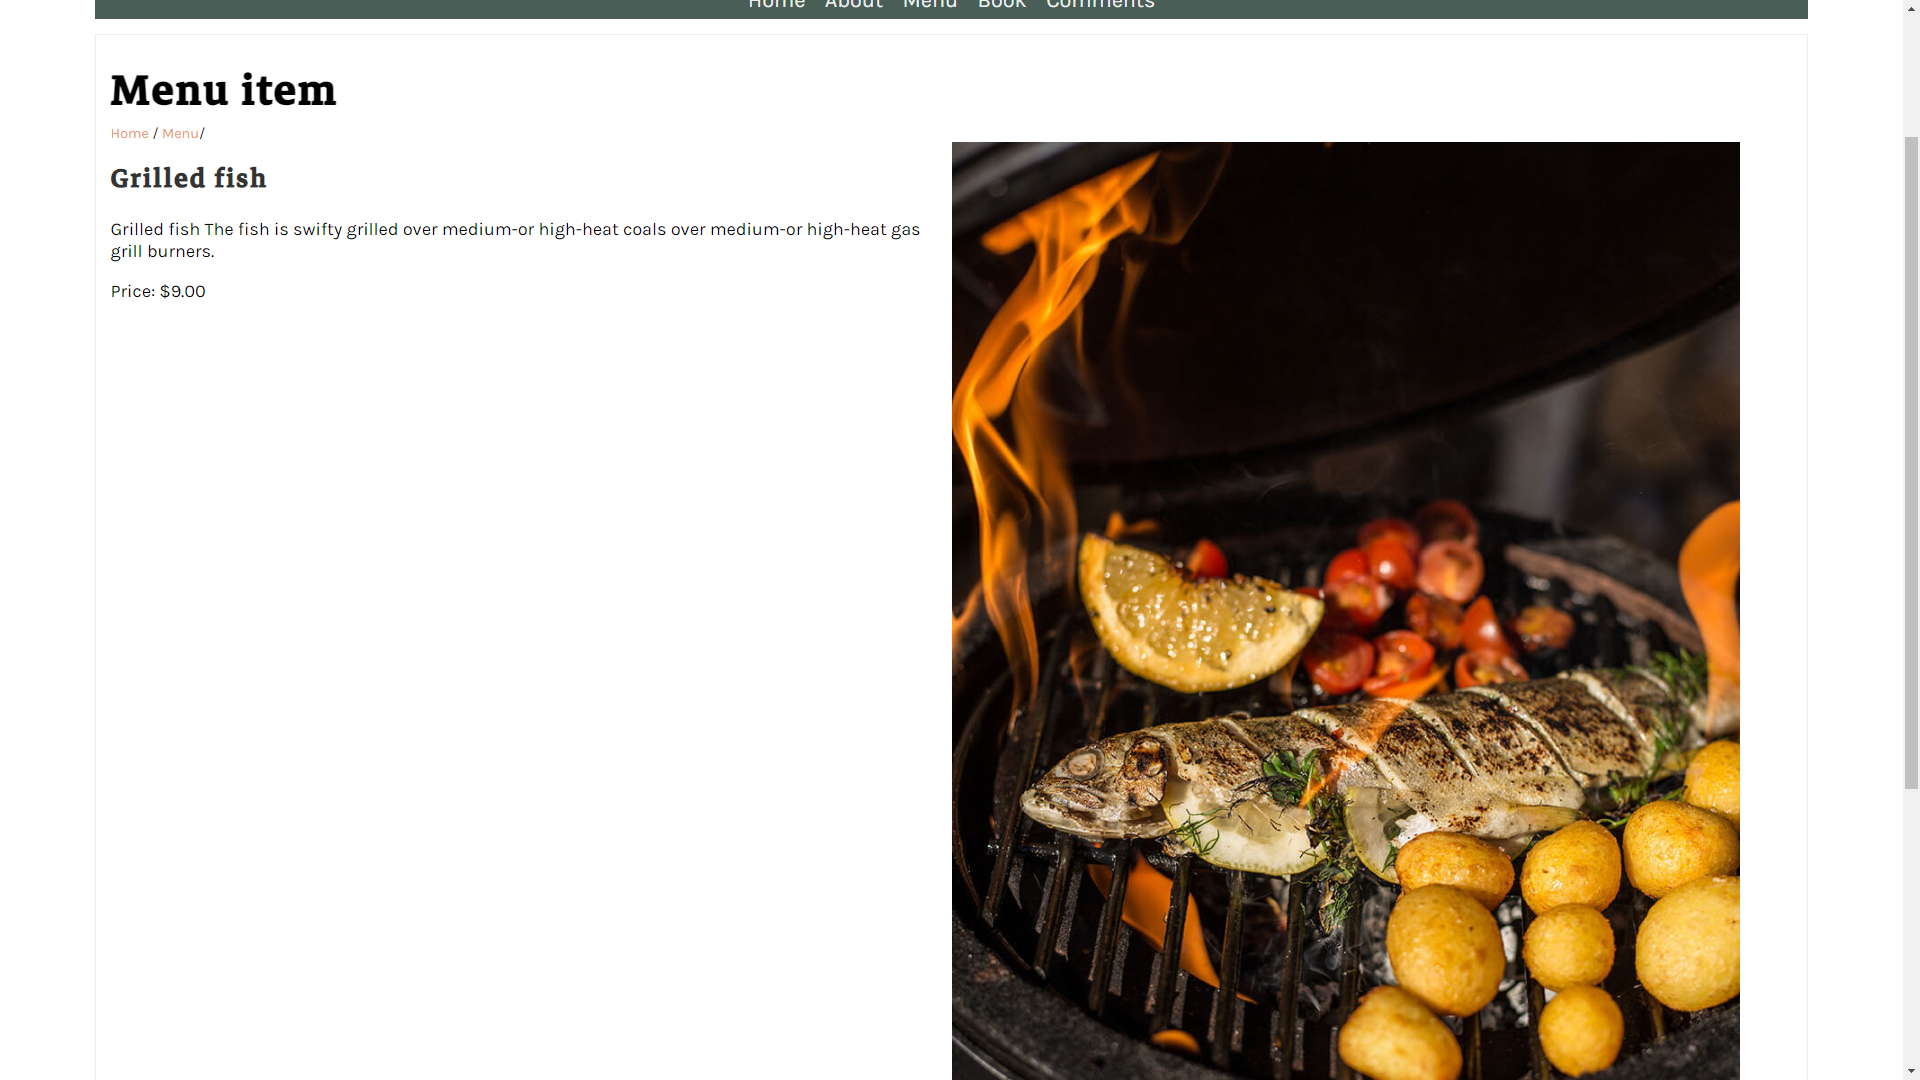 Home About Menu Book Comments
Menu item
Home / Menu/
Grilled fish
Grilled fish The fish is swifty grilled over medium-or high-heat coals over medium-or high-heat gas
grill burners.
Price: $9.00